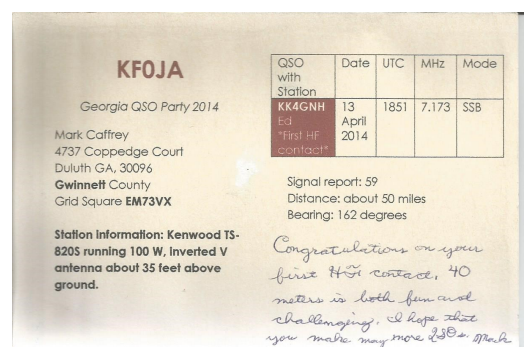 KF0JA
Georgia QSO Party 2014
Mark Caffrey
4737 Coppedge Court
Duluth GA, 30096
Gwinnett County
Grid Square EM73VX
Station information: Kenwood TS-
820S running 100 W, inverted V
antenna about 35 feet above
ground.
QSO with Station Date UTC MHz Mode
KK4GNH Ed *First HF contact* 13 April 2014 1851 7.173 SSB
Signal report: 59
Distance: about 50 miles
Bearing: 162 degrees
Congratulations on your
first HF contact, 40
meters is both fun and
challenging. I hope that
you make may more QSOs. Mark